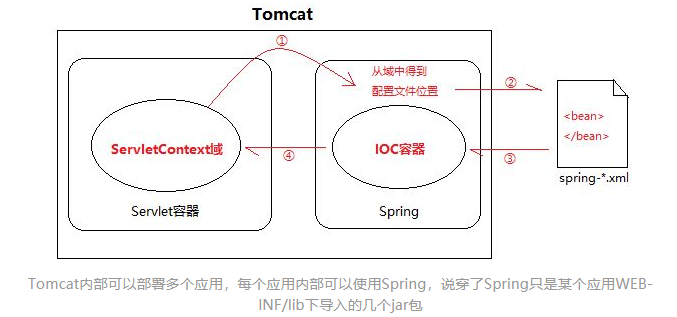 Tomcat
①
从域中得到
配置文件位置
②
<bean>
</bean>
ServletContext域
④
IOC容器
③
spring-*.xml
Servlet容器
Spring
Tomcat内部可以部署多个应用，每个应用内部可以使用Spring，说穿了Spring只是某个应用WEB-
INF/lib下导入的几个jar包